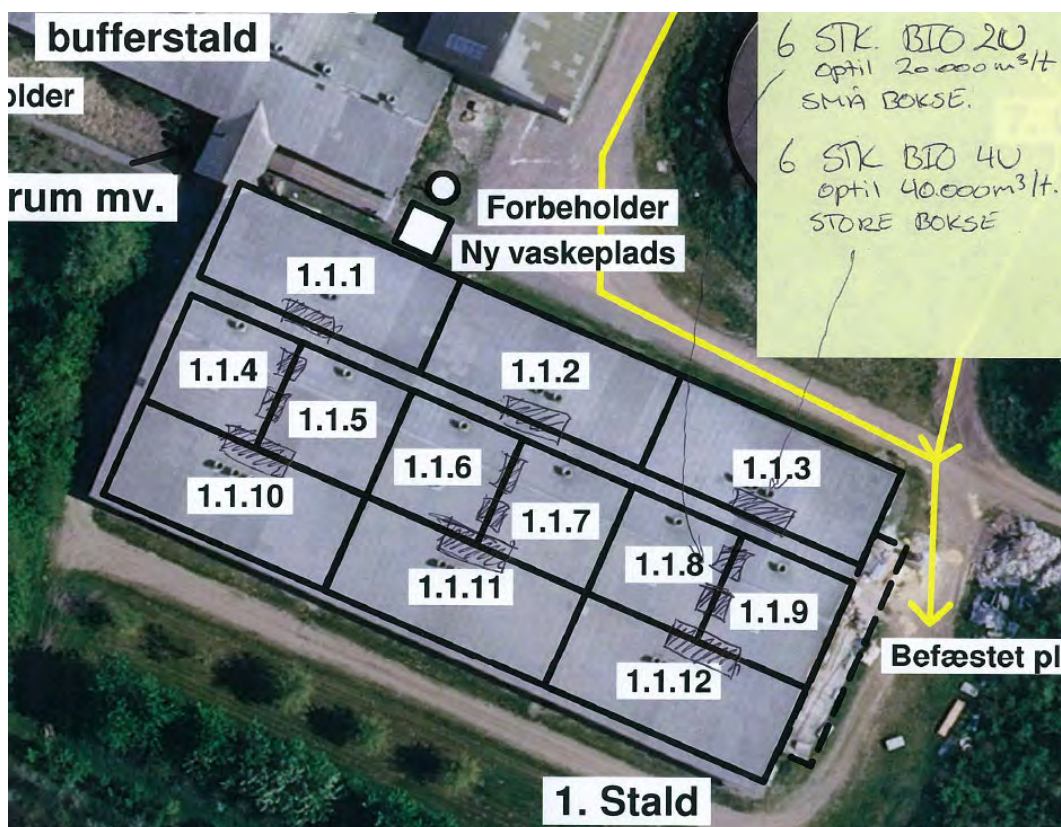 bufferstald
older
rum mv.
Forbeholder
Ny vaskeplads
6 STK. BIO 2U
optil 20.000 m³/t
SMÅ BOKSE.
6 STK BIO 4U
optil 40.000 m³/t.
STORE BOKSE
1.1.1
1.1.2
1.1.3
1.1.4
1.1.5
1.1.6
1.1.7
1.1.8
1.1.9
1.1.10
1.1.11
1.1.12
Befæstet pl
1. Stald